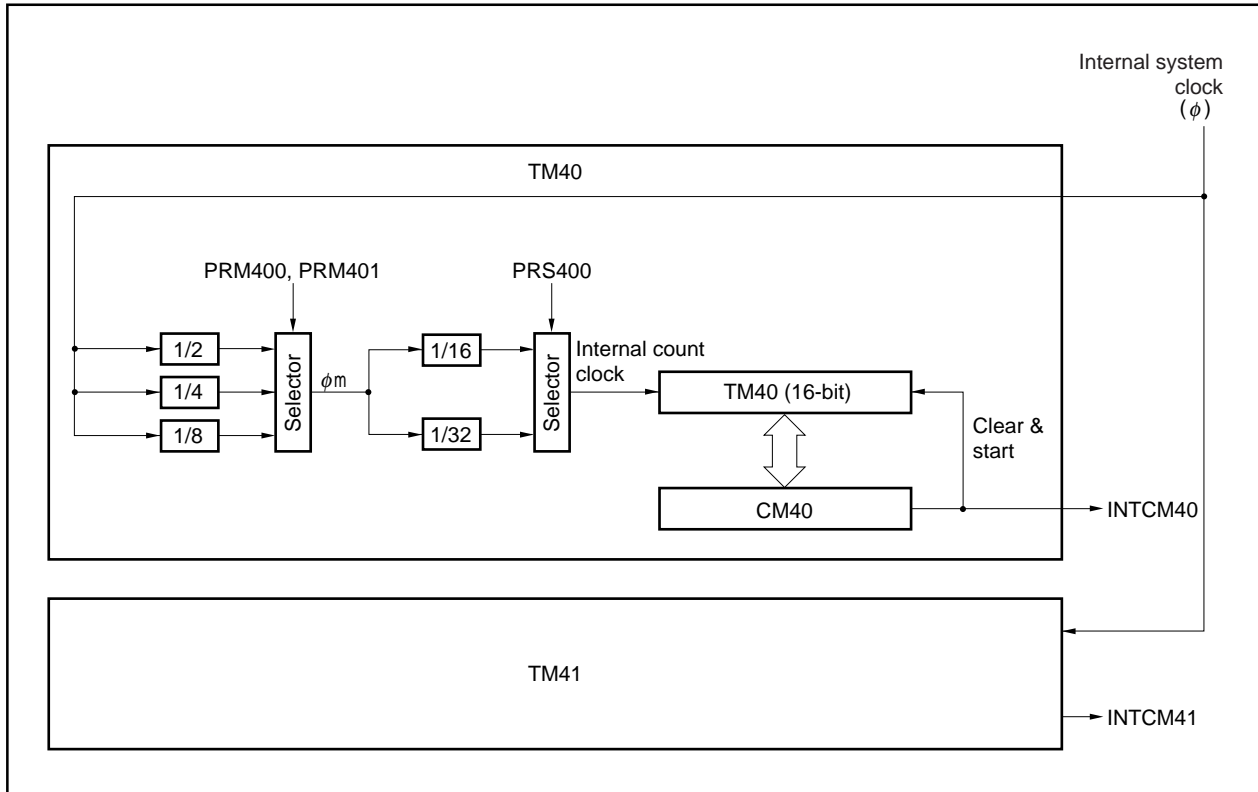 Internal system
clock
(φ)
TM40
PRM400, PRM401
PRS400
1/2
1/4
1/8
Selector
φm
1/16
1/32
Selector
Internal count
clock
TM40 (16-bit)
Clear &
start
CM40
INTCM40
TM41
INTCM41